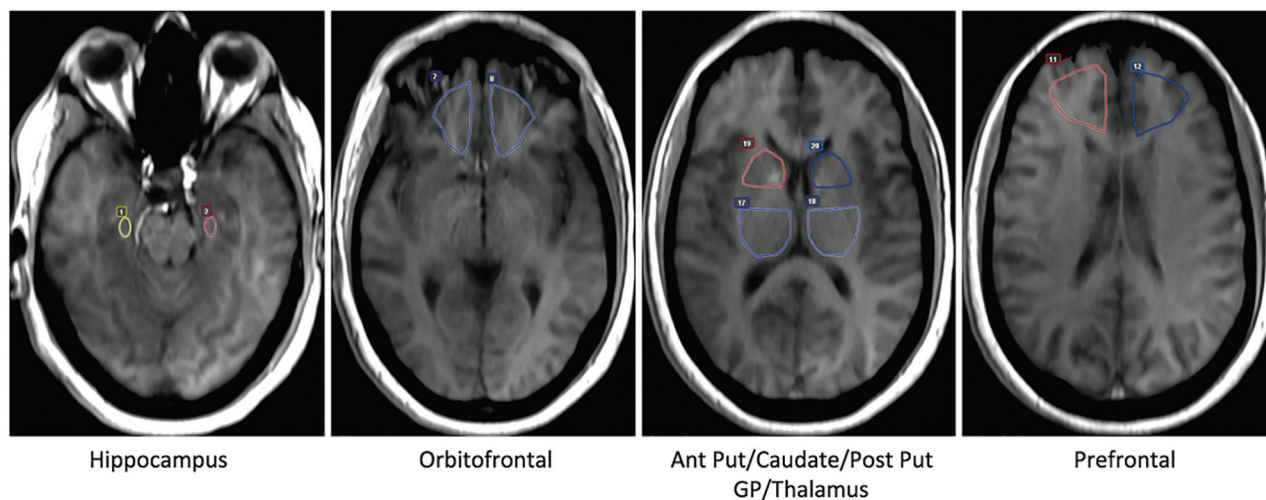 1
2
7
8
19
20
17
18
11
12
Hippocampus
Orbitofrontal
Ant Put/Caudate/Post Put
GP/Thalamus
Prefrontal